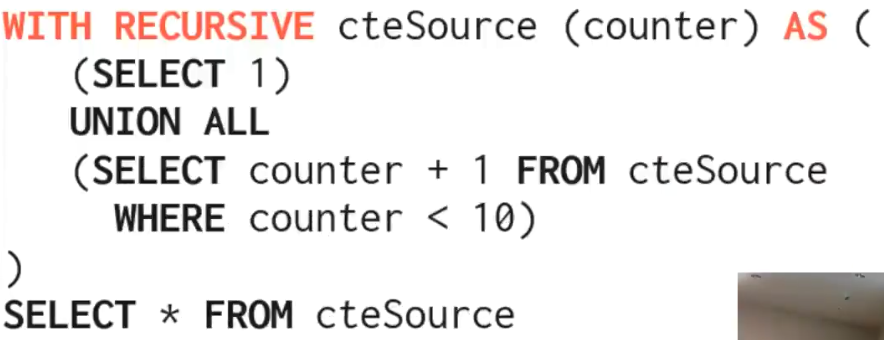 WITH RECURSIVE cteSource (counter) AS (
(SELECT 1)
UNION ALL
(SELECT counter + 1 FROM cteSource
WHERE counter < 10)
)
SELECT * FROM cteSource